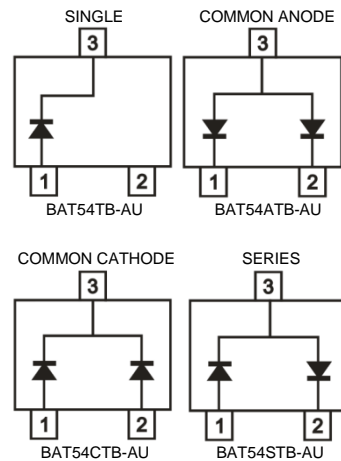 SINGLE
3
1 2
BAT54TB-AU
COMMON ANODE
3
1 2
BAT54ATB-AU
COMMON CATHODE
3
1 2
BAT54CTB-AU
SERIES
3
1 2
BAT54STB-AU